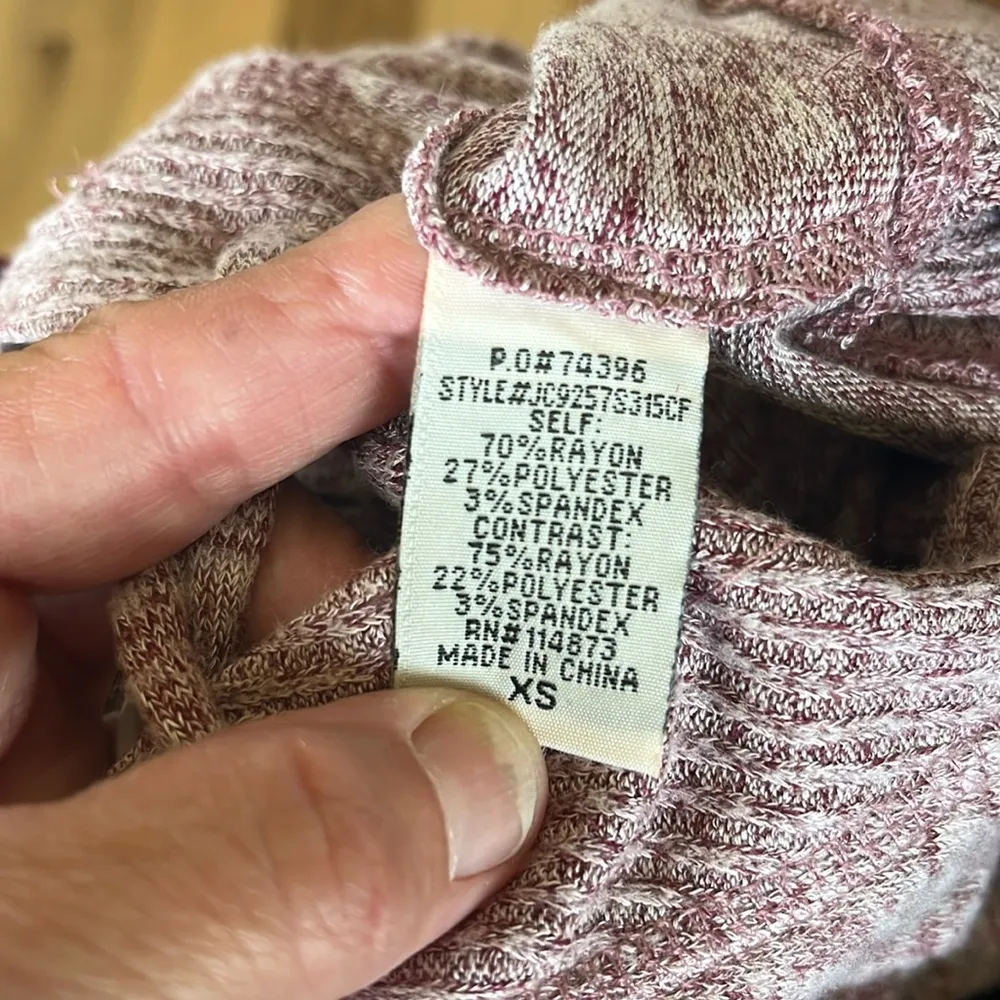 P.O#74396
STYLE#JC9257S315CF
SELF:
70%RAYON
27%POLYESTER
3%SPANDEX
CONTRAST:
75%RAYON
22%POLYESTER
3%SPANDEX
RN#114873
MADE IN CHINA
XS